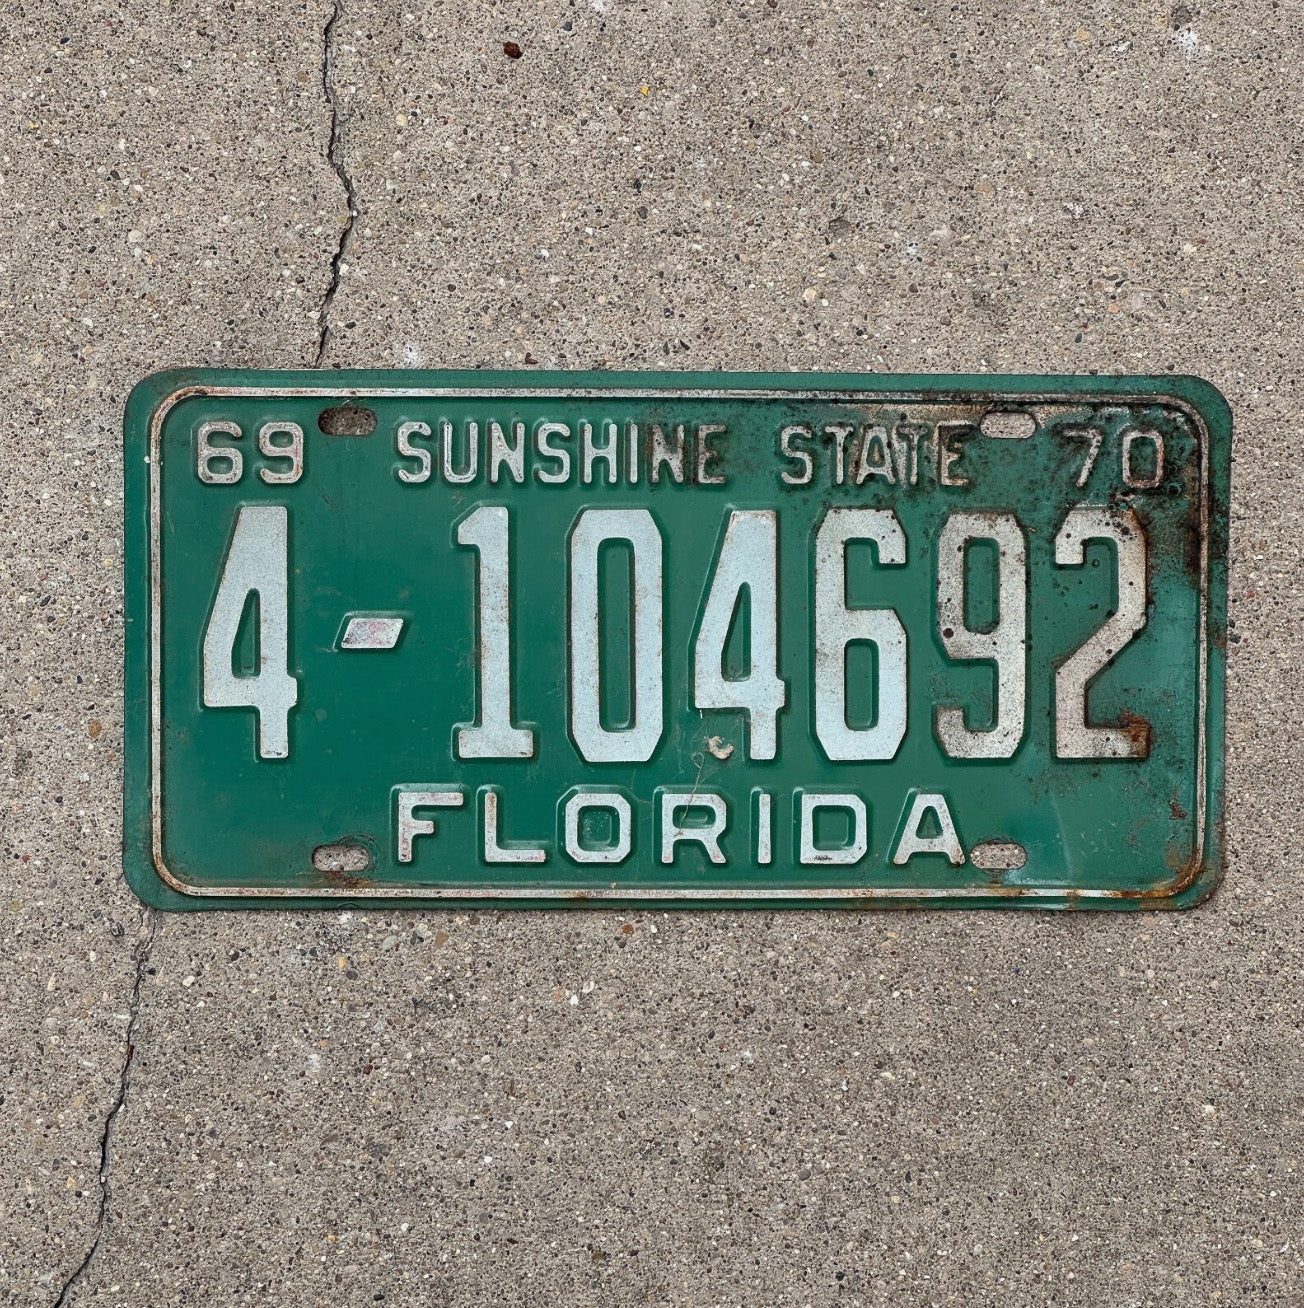 69 SUNSHINE STATE 70
4-104692
FLORIDA